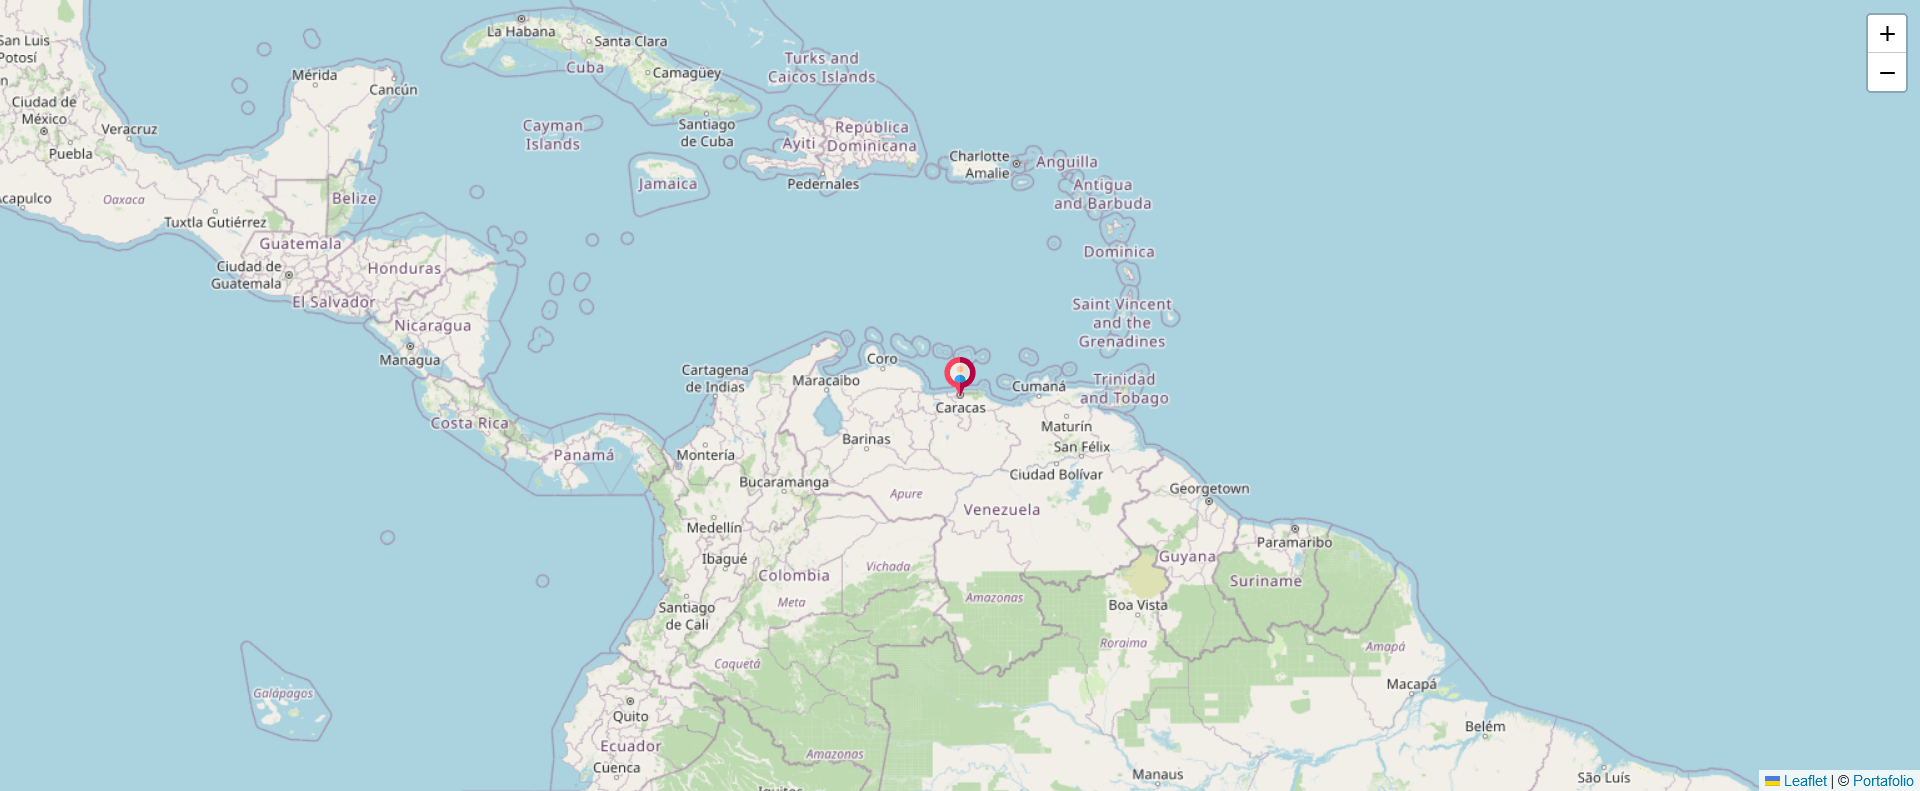 La Habana
Santa Clara
San Luis
Potosí
Cuba
Camagüey
Turks and
Caicos Islands
Mérida
Cancún
Ciudad de
México
Veracruz
Puebla
Cayman
Islands
Santiago
de Cuba
Ayiti
República
Dominicana
Charlotte
Amalie
Anguilla
Jamaica
Pedernales
Antigua
and Barbuda
Acapulco
Oaxaca
Tuxtla Gutiérrez
Belize
Guatemala
Ciudad de
Guatemala
Honduras
El Salvador
Nicaragua
Managua
Dominica
Saint Vincent
and the
Grenadines
Cartagena
de Indias
Maracaibo
Coro
Caracas
Cumaná
Trinidad
and Tobago
Costa Rica
Panamá
Montería
Barinas
Maturín
San Félix
Ciudad Bolívar
Bucaramanga
Apure
Venezuela
Georgetown
Medellín
Ibagué
Colombia
Vichada
Guyana
Paramaribo
Suriname
Meta
Amazonas
Boa Vista
Santiago
de Cali
Roraima
Amapá
Caquetá
Galápagos
Macapá
Quito
Ecuador
Cuenca
Amazonas
Belém
Manaus
São Luís
Iquitos
+
−
Leaflet | © Portafolio